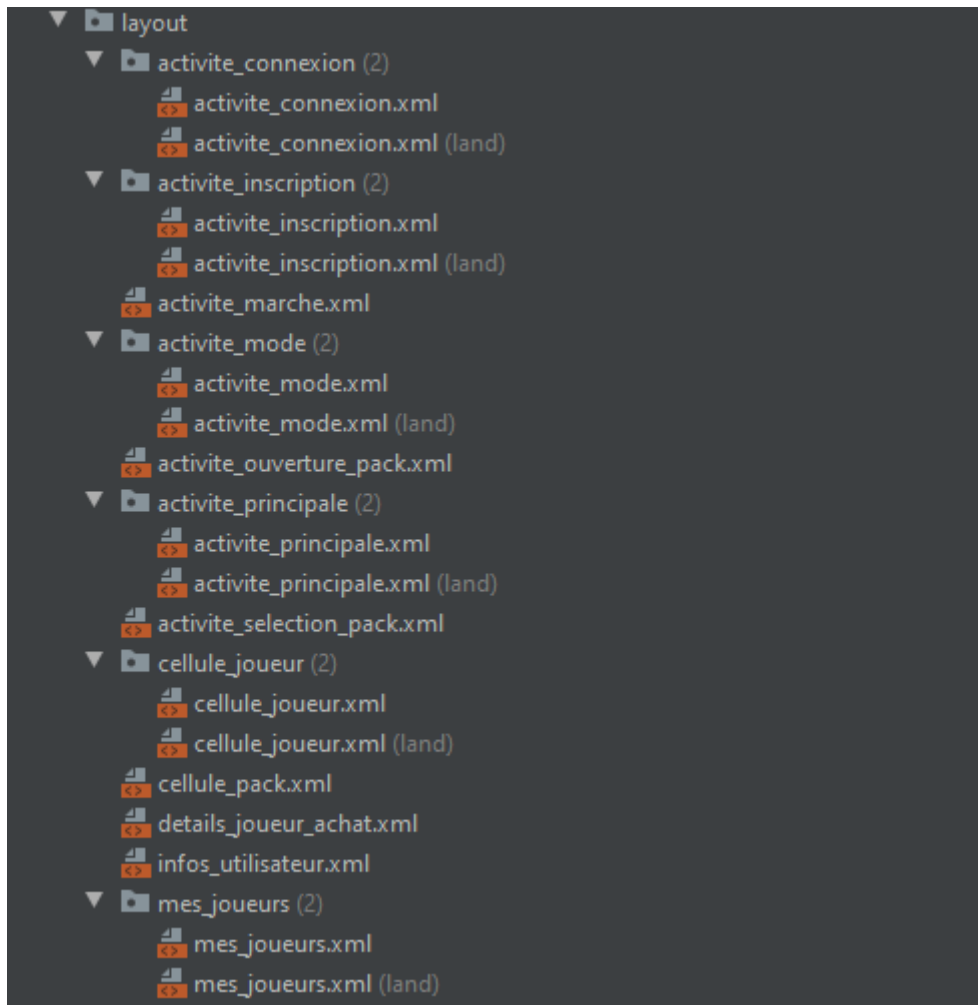 layout
activite_connexion (2)
activite_connexion.xml
activite_connexion.xml (land)
activite_inscription (2)
activite_inscription.xml
activite_inscription.xml (land)
activite_marche.xml
activite_mode (2)
activite_mode.xml
activite_mode.xml (land)
activite_ouverture_pack.xml
activite_principale (2)
activite_principale.xml
activite_principale.xml (land)
activite_selection_pack.xml
cellule_joueur (2)
cellule_joueur.xml
cellule_joueur.xml (land)
cellule_pack.xml
details_joueur_achat.xml
infos_utilisateur.xml
mes_joueurs (2)
mes_joueurs.xml
mes_joueurs.xml (land)